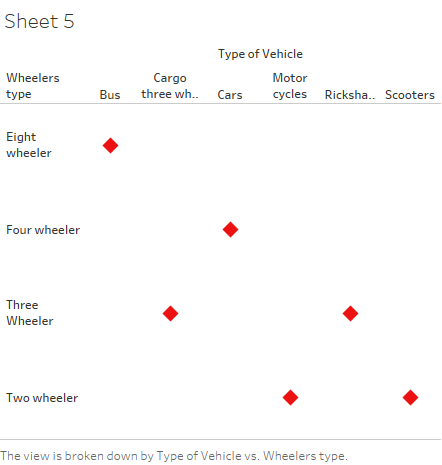 Sheet 5
Type of Vehicle
Wheelers
type
Bus
Cargo
three wh..
Cars
Motor
cycles
Ricksha..
Scooters
Eight
wheeler
Four wheeler
Three
Wheeler
Two wheeler
The view is broken down by Type of Vehicle vs. Wheelers type.